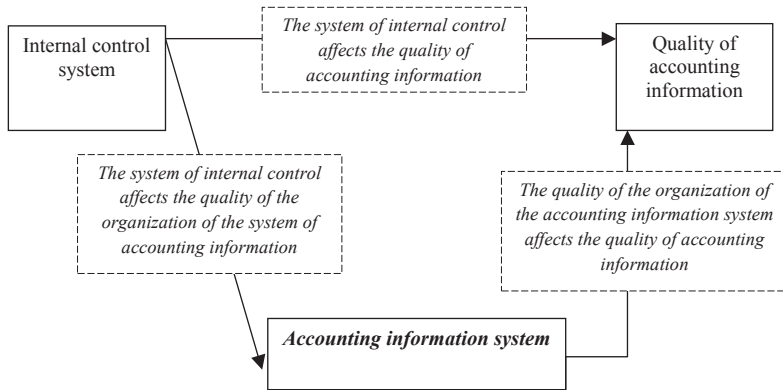 Internal control
system
The system of internal control
affects the quality of
accounting information
Quality of
accounting
information
The system of internal control
affects the quality of the
organization of the system of
accounting information
The quality of the organization of
the accounting information system
affects the quality of accounting
information
Accounting information system